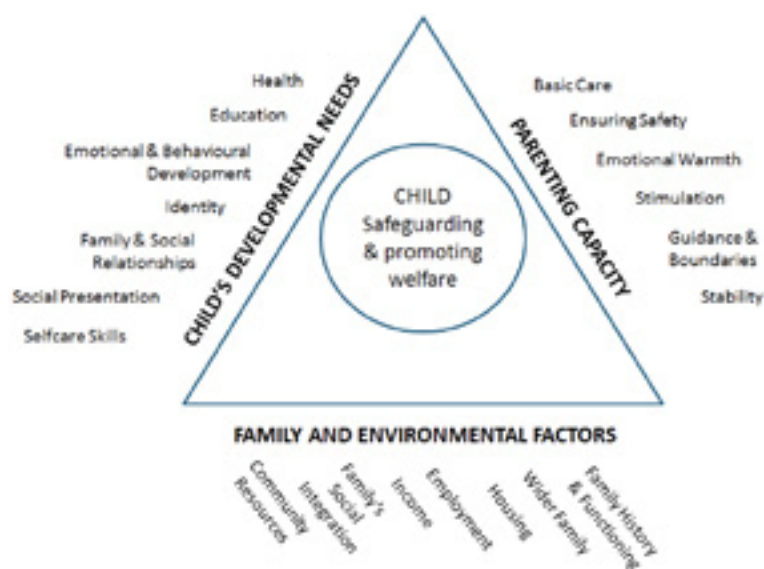 Health
Education
Emotional & Behavioural
Development
Identity
Family & Social
Relationships
Social Presentation
Selfcare Skills
CHILD'S DEVELOPMENTAL NEEDS
CHILD
Safeguarding
& promoting
welfare
PARENTING CAPACITY
Basic Care
Ensuring Safety
Emotional Warmth
Stimulation
Guidance &
Boundaries
Stability
FAMILY AND ENVIRONMENTAL FACTORS
Community
Resources
Family's
Social
Integration
Income
Employment
Housing
Wider Family
Family History
& Functioning